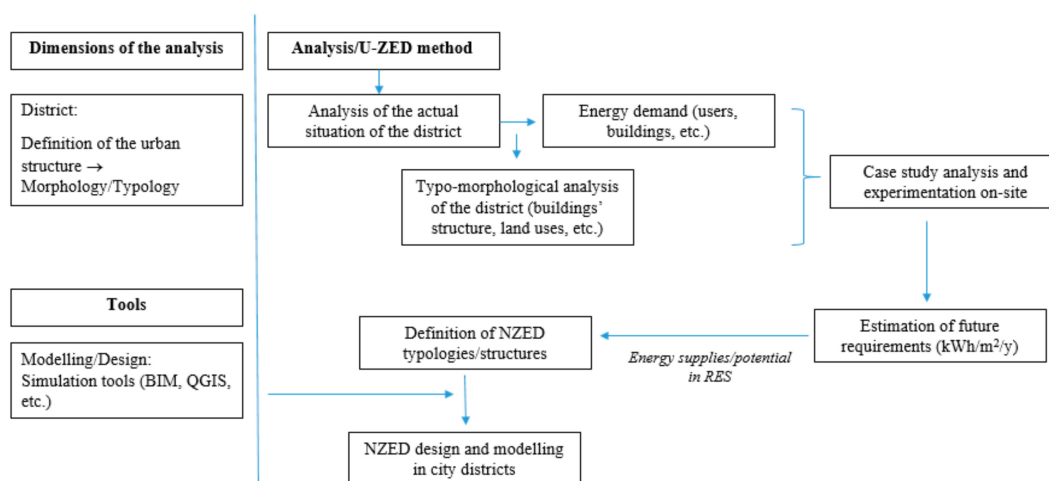 Dimensions of the analysis
Analysis/U-ZED method
District:
Definition of the urban
structure →
Morphology/Typology
Analysis of the actual
situation of the district
Energy demand (users,
buildings, etc.)
Typo-morphological analysis
of the district (buildings’
structure, land uses, etc.)
Case study analysis and
experimentation on-site
Tools
Modelling/Design:
Simulation tools (BIM, QGIS,
etc.)
Definition of NZED
typologies/structures
Energy supplies/potential
in RES
Estimation of future
requirements (kWh/m²/y)
NZED design and modelling
in city districts